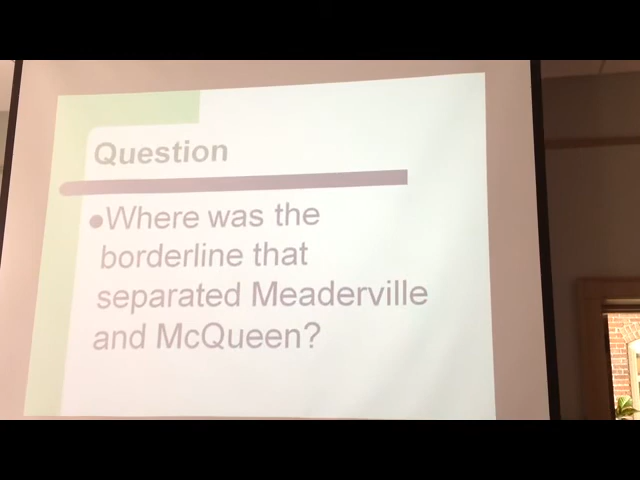 Question
●Where was the
borderline that
separated Meaderville
and McQueen?